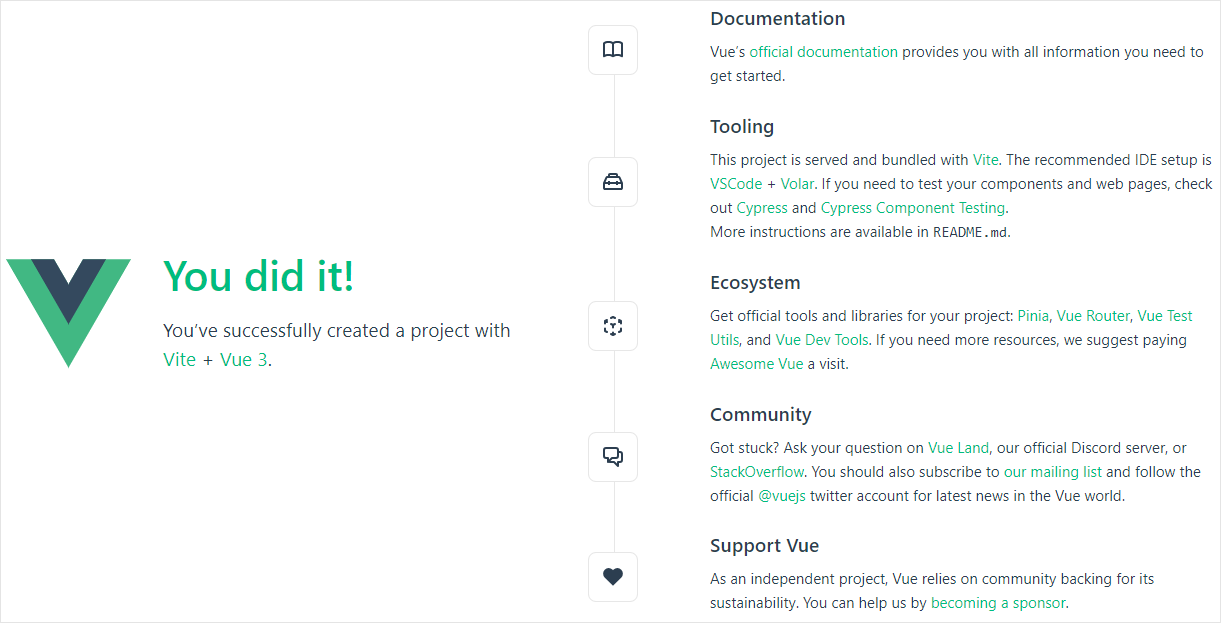 You did it!
You’ve successfully created a project with
Vite + Vue 3.
Documentation
Vue’s official documentation provides you with all information you need to
get started.
Tooling
This project is served and bundled with Vite. The recommended IDE setup is
VSCode + Volar. If you need to test your components and web pages, check
out Cypress and Cypress Component Testing.
More instructions are available in README.md.
Ecosystem
Get official tools and libraries for your project: Pinia, Vue Router, Vue Test
Utils, and Vue Dev Tools. If you need more resources, we suggest paying
Awesome Vue a visit.
Community
Got stuck? Ask your question on Vue Land, our official Discord server, or
StackOverflow. You should also subscribe to our mailing list and follow the
official @vuejs twitter account for latest news in the Vue world.
Support Vue
As an independent project, Vue relies on community backing for its
sustainability. You can help us by becoming a sponsor.